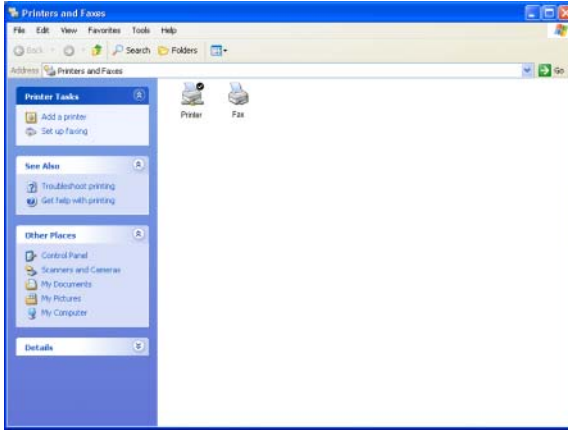 Printers and Faxes
File Edit View Favorites Tools Help
Back Search Folders
Address Printers and Faxes Go
Printer Tasks
Add a printer
Set up faxing
See Also
Troubleshoot printing
Get help with printing
Other Places
Control Panel
Scanners and Cameras
My Documents
My Pictures
My Computer
Details
Printer Fax